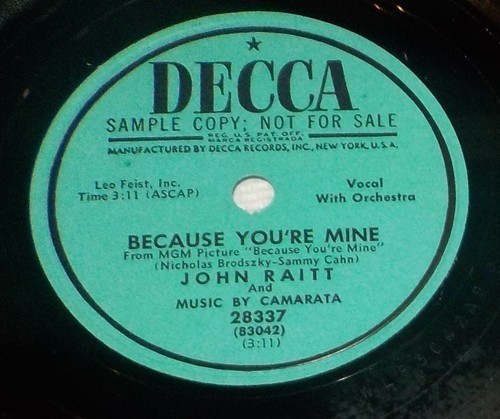 DECCA
SAMPLE COPY; NOT FOR SALE
REG. U.S. PAT. OFF.
MARCA REGISTRADA
MANUFACTURED BY DECCA RECORDS, INC., NEW YORK, U.S.A.
Leo Feist, Inc.
Time 3:11 (ASCAP)
Vocal
With Orchestra
BECAUSE YOU'RE MINE
From MGM Picture "Because You're Mine"
(Nicholas Brodszky-Sammy Cahn)
JOHN RAITT
And
MUSIC BY CAMARATA
28337
(83042)
(3:11)